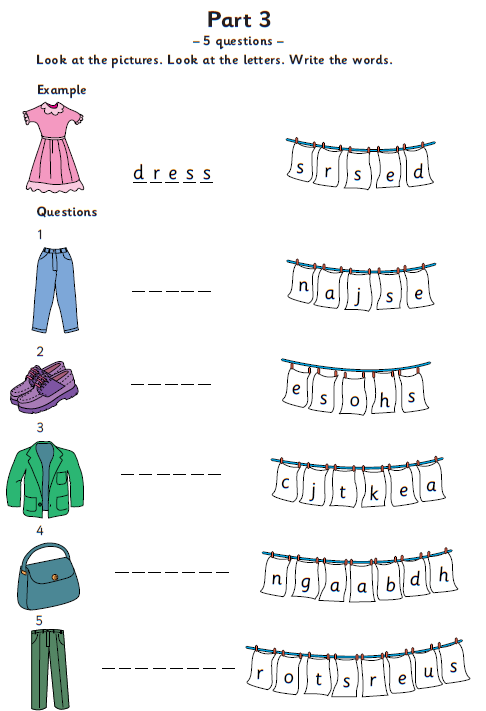 Part 3
– 5 questions –
Look at the pictures. Look at the letters. Write the words.
Example
d r e s s
s r s e d
Questions
1
_ _ _ _ _
n a j s e
2
_ _ _ _ _
e s o h s
3
_ _ _ _ _ _
c j t k e a
4
_ _ _ _ _ _ _
n g a a b d h
5
_ _ _ _ _ _ _ _
r o t s r e u s